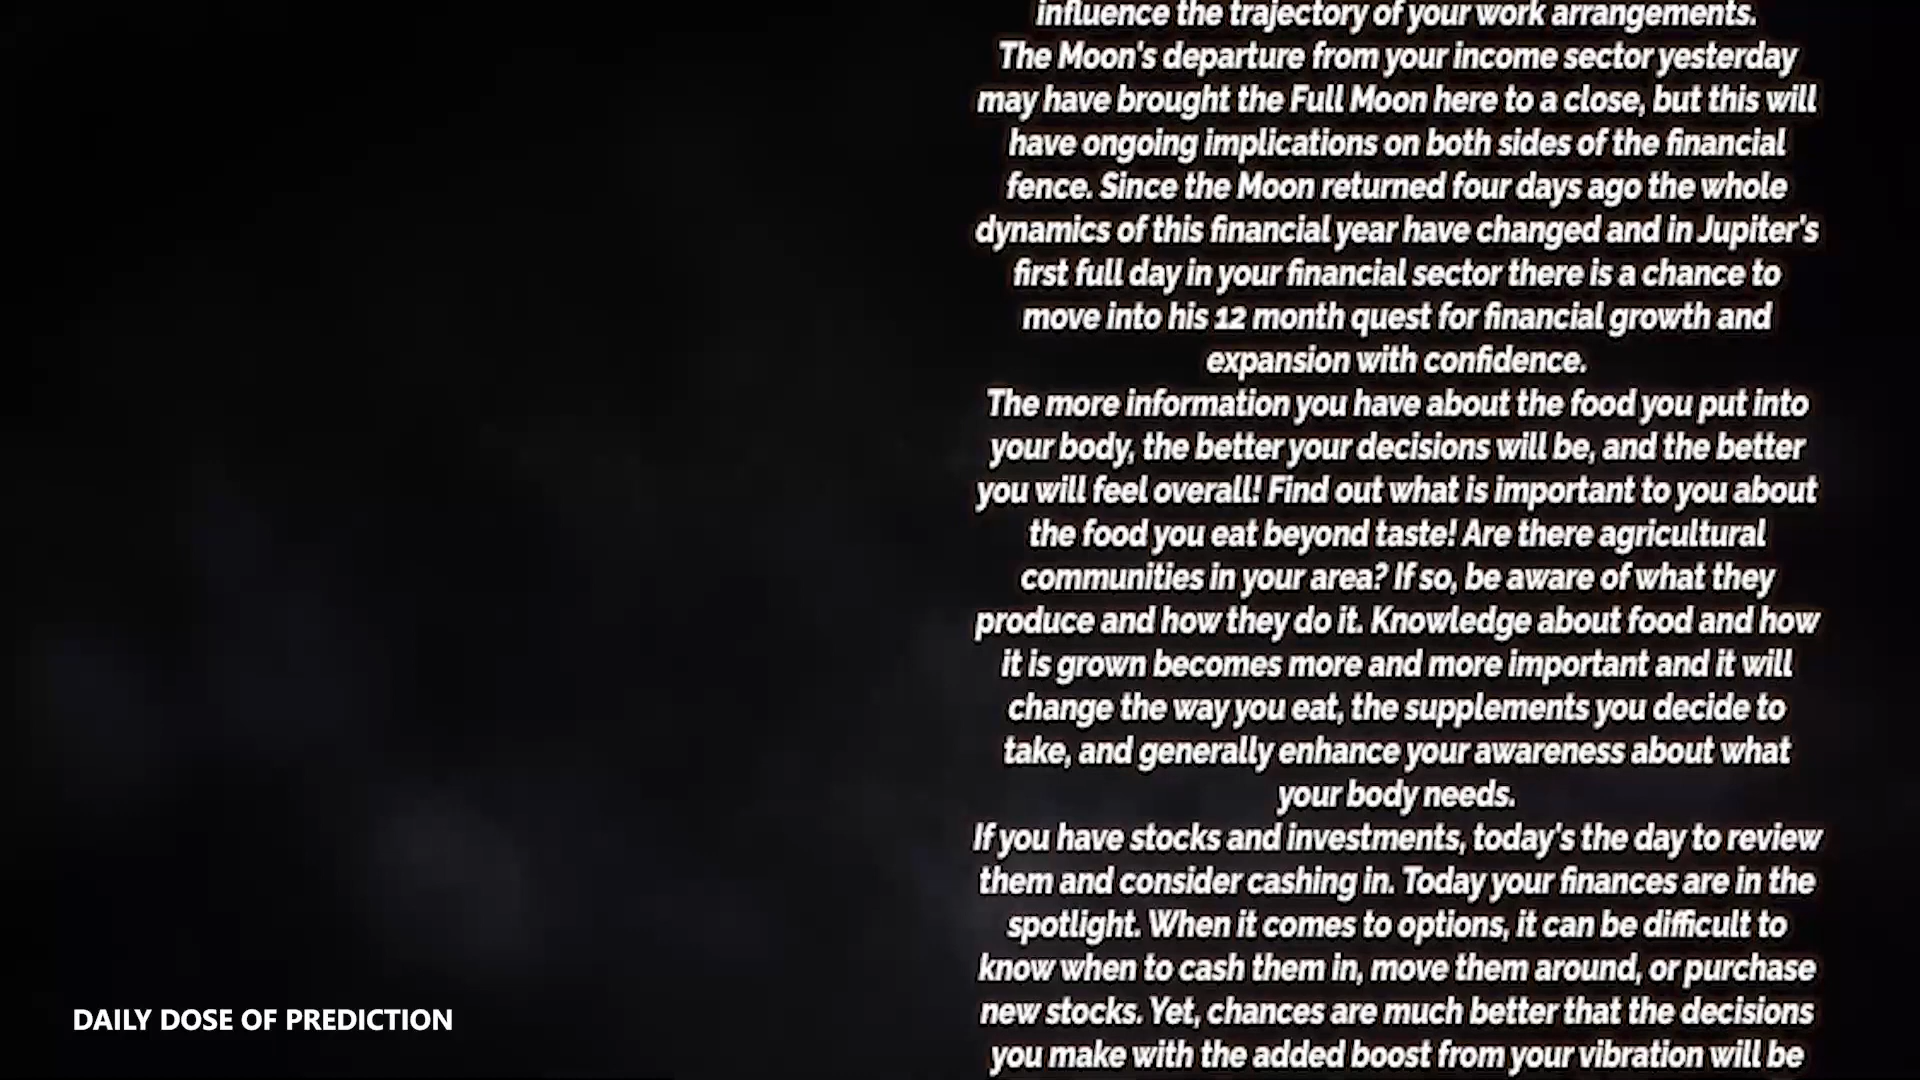 influence the trajectory of your work arrangements.
The Moon's departure from your income sector yesterday
may have brought the Full Moon here to a close, but this will
have ongoing implications on both sides of the financial
fence. Since the Moon returned four days ago the whole
dynamics of this financial year have changed and in Jupiter's
first full day in your financial sector there is a chance to
move into his 12 month quest for financial growth and
expansion with confidence.
The more information you have about the food you put into
your body, the better your decisions will be, and the better
you will feel overall! Find out what is important to you about
the food you eat beyond taste! Are there agricultural
communities in your area? If so, be aware of what they
produce and how they do it. Knowledge about food and how
it is grown becomes more and more important and it will
change the way you eat, the supplements you decide to
take, and generally enhance your awareness about what
your body needs.
If you have stocks and investments, today's the day to review
them and consider cashing in. Today your finances are in the
spotlight. When it comes to options, it can be difficult to
know when to cash them in, move them around, or purchase
new stocks. Yet, chances are much better that the decisions
you make with the added boost from your vibration will be
DAILY DOSE OF PREDICTION